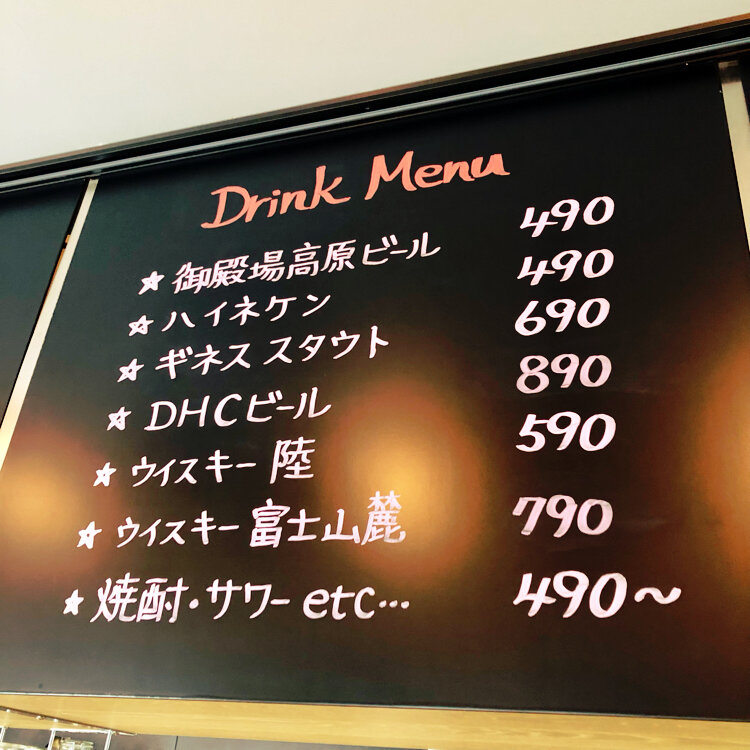 Drink Menu
★ 御殿場高原ビール 490
★ ハイネケン 490
★ ギネス スタウト 690
★ DHCビール 890
★ ウイスキー 陸 590
★ ウイスキー 富士山麓 790
★ 焼酎・サワー etc… 490～